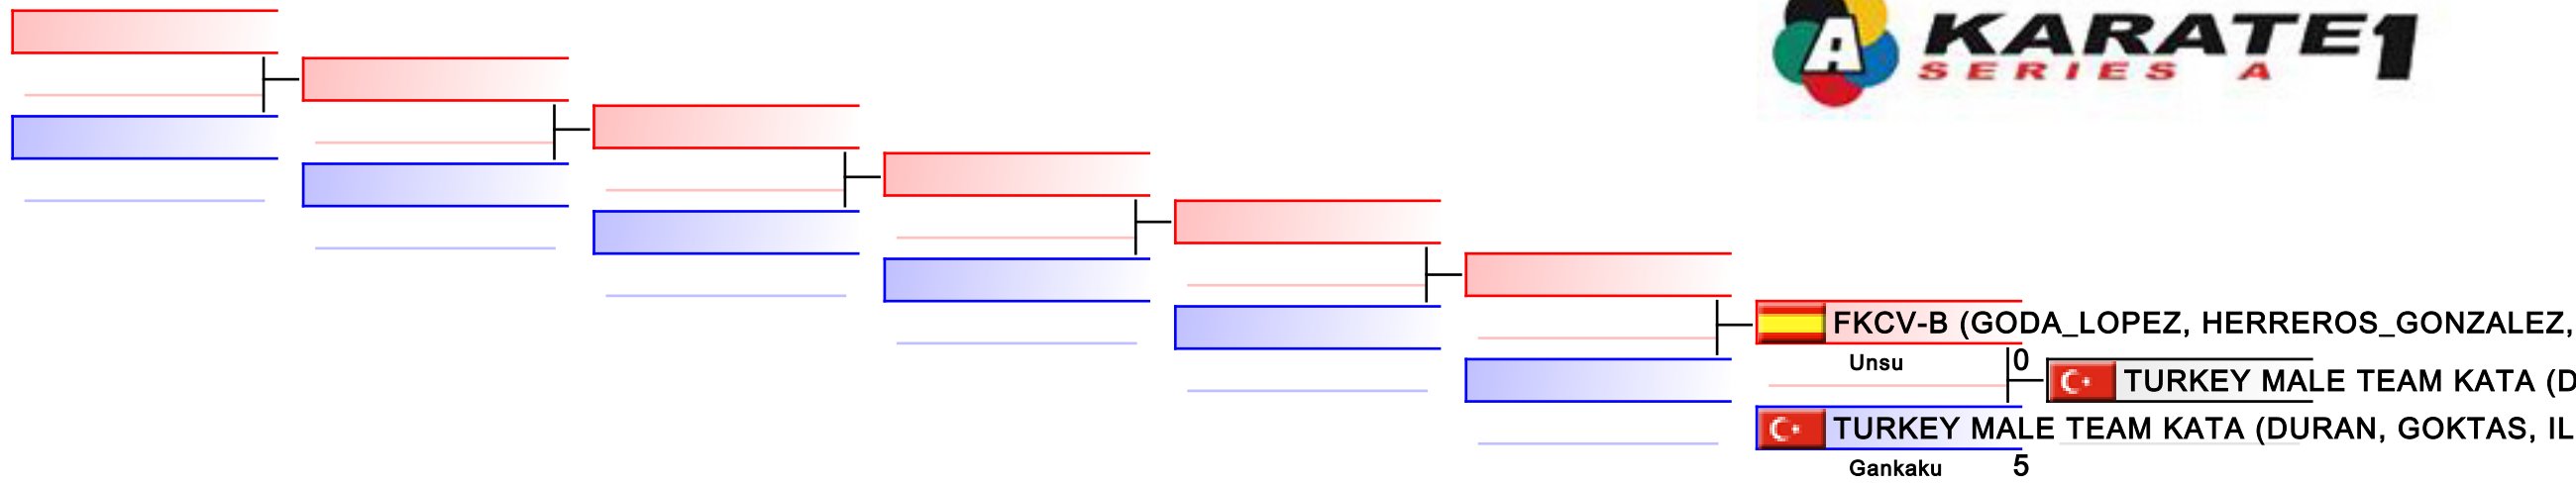 A KARATE1
SERIES A
FKCV-B (GODA_LOPEZ, HERREROS_GONZALEZ,
Unsu 0
TURKEY MALE TEAM KATA (D
TURKEY MALE TEAM KATA (DURAN, GOKTAS, IL
Gankaku 5